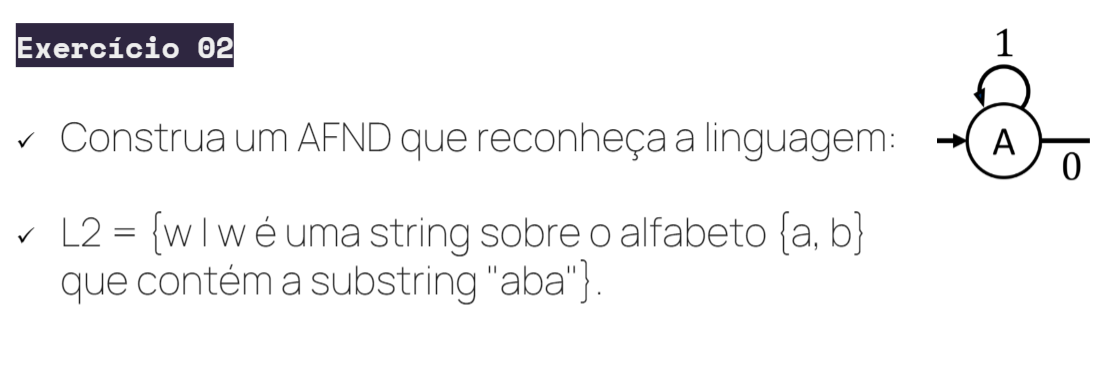 Exercício 02
✓ Construa um AFND que reconheça a linguagem:
✓ L2 = {w | w é uma string sobre o alfabeto {a, b}
que contém a substring "aba"}.
1
A
0